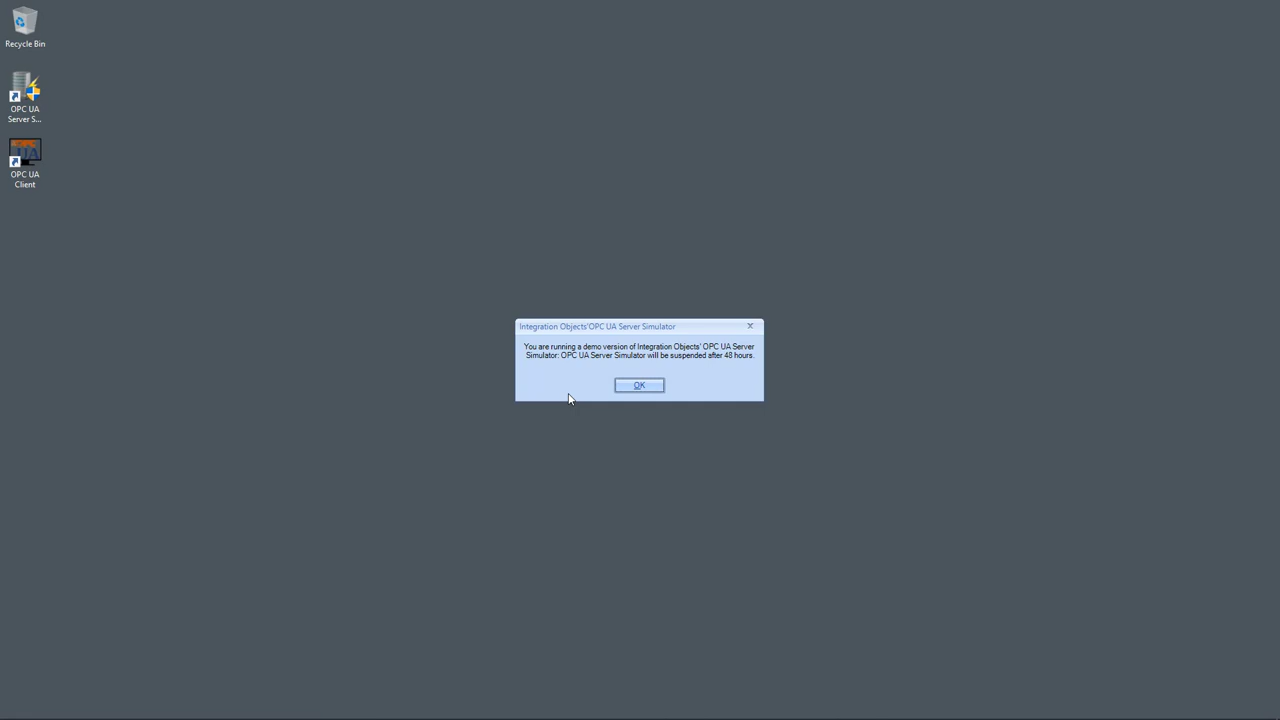 Recycle Bin
OPC UA
Server S...
OPC UA
Client
Integration Objects'OPC UA Server Simulator
You are running a demo version of Integration Objects' OPC UA Server
Simulator: OPC UA Server Simulator will be suspended after 48 hours.
OK